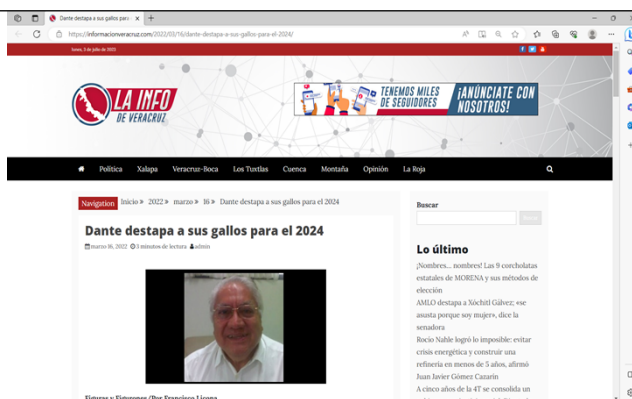 Dante destapa a sus gallos para
https://informacionveracruz.com/2022/03/16/dante-destapa-a-sus-gallos-para-el-2024/
lunes, 3 de julio de 2023
LA INFO
DE VERACRUZ
TENEMOS MILES
DE SEGUIDORES
¡ANÚNCIATE CON
NOSOTROS!
Política Xalapa Veracruz-Boca Los Tuxtlas Cuenca Montaña Opinión La Roja
Navigation Inicio » 2022 » marzo » 16 » Dante destapa a sus gallos para el 2024
Dante destapa a sus gallos para el 2024
marzo 16, 2022 3 minutos de lectura admin
Figuras y Figurones/Por Francisco Licona
Buscar
Lo último
¡Nombres... nombres! Las 9 corcholatas
estatales de MORENA y sus métodos de
elección
AMLO destapa a Xóchitl Gálvez; «se
asusta porque soy mujer», dice la
senadora
Rocío Nahle logró lo imposible: evitar
crisis energética y construir una
refinería en menos de 5 años, afirmó
Juan Javier Gómez Cazarín
A cinco años de la 4T se consolida un